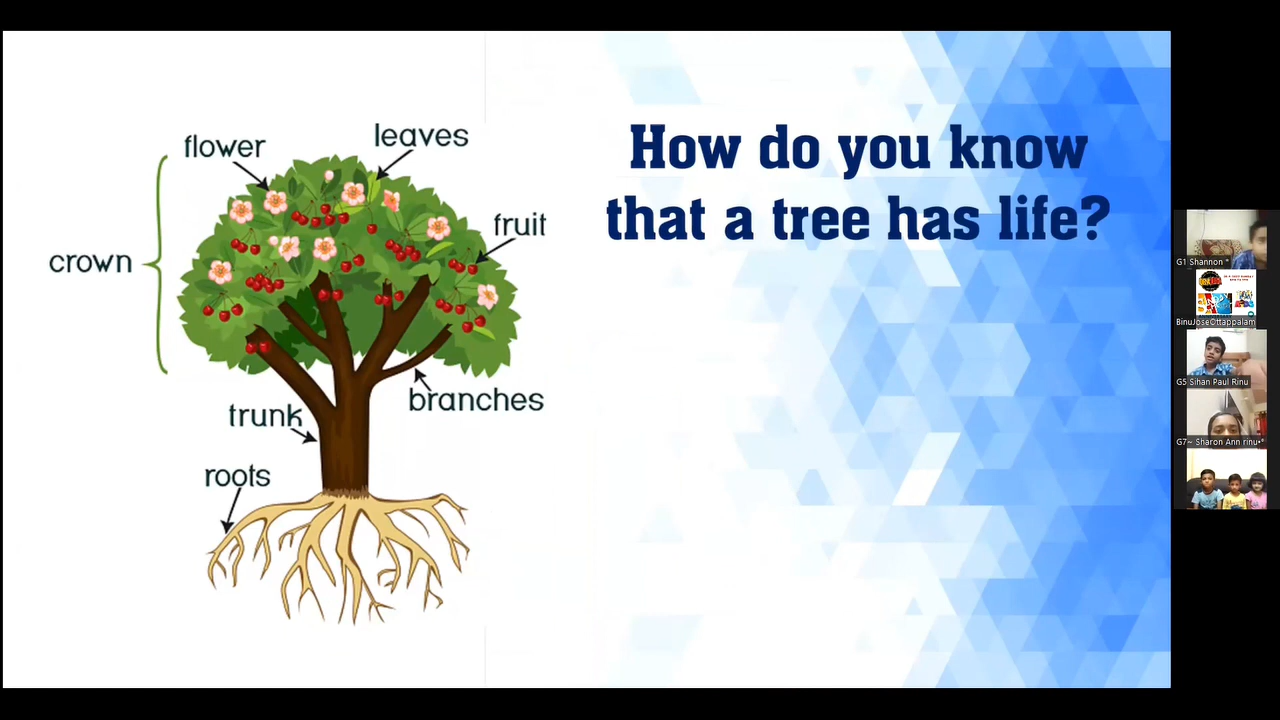 How do you know
that a tree has life?
flower
leaves
fruit
crown
branches
trunk
roots
G1 Shannon *
BinuJoseOttappalam
G5 Sihan Paul Rinu
G7~ Sharon Ann rinu•*